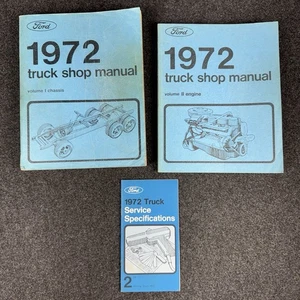 Ford
1972
truck shop manual
volume I chassis
Ford
1972
truck shop manual
volume II engine
Ford
1972 Truck
Service
Specifications
2